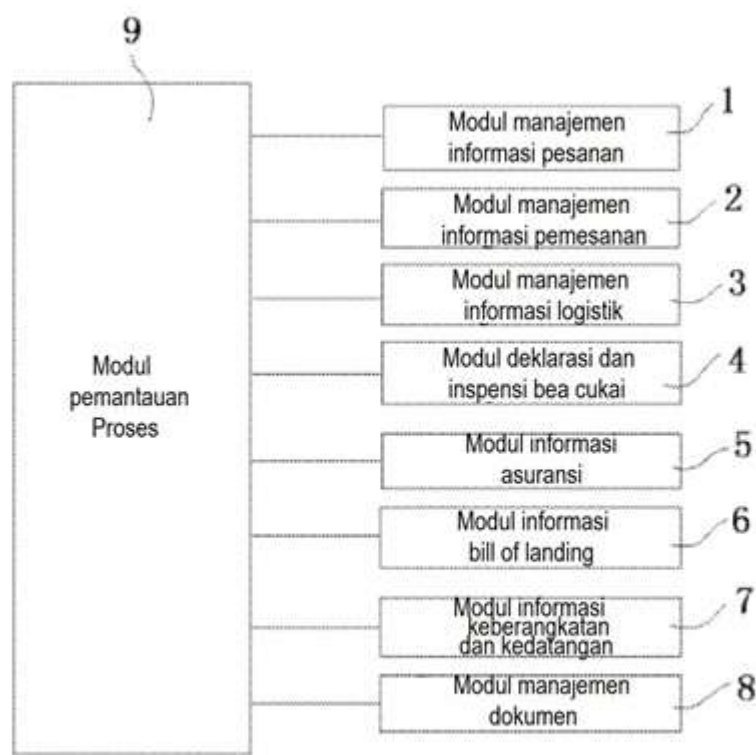 9
Modul
pemantauan
Proses
Modul manajemen
informasi pesanan
1
Modul manajemen
informasi pemesanan
2
Modul manajemen
informasi logistik
3
Modul deklarasi dan
inspensi bea cukai
4
Modul informasi
asuransi
5
Modul informasi
bill of landing
6
Modul informasi
keberangkatan
dan kedatangan
7
Modul manajemen
dokumen
8